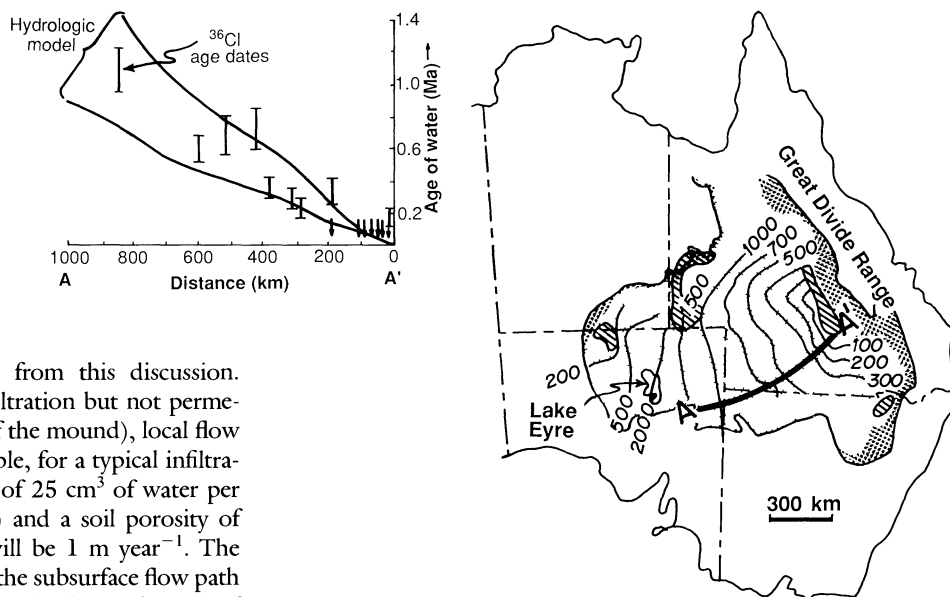 Hydrologic
model
³⁶Cl
age dates
1.4
1.0
0.6
0.2
Age of water (Ma)→
1000 800 600 400 200 0
A A'
Distance (km)
from this discussion.
ltration but not perme-
f the mound), local flow
ple, for a typical infiltra-
of 25 cm³ of water per
) and a soil porosity of
vill be 1 m year⁻¹. The
the subsurface flow path
Great Divide Range
1000
700
500
500
A'
100
200
300
200
Lake
Eyre
500
200
A
300 km